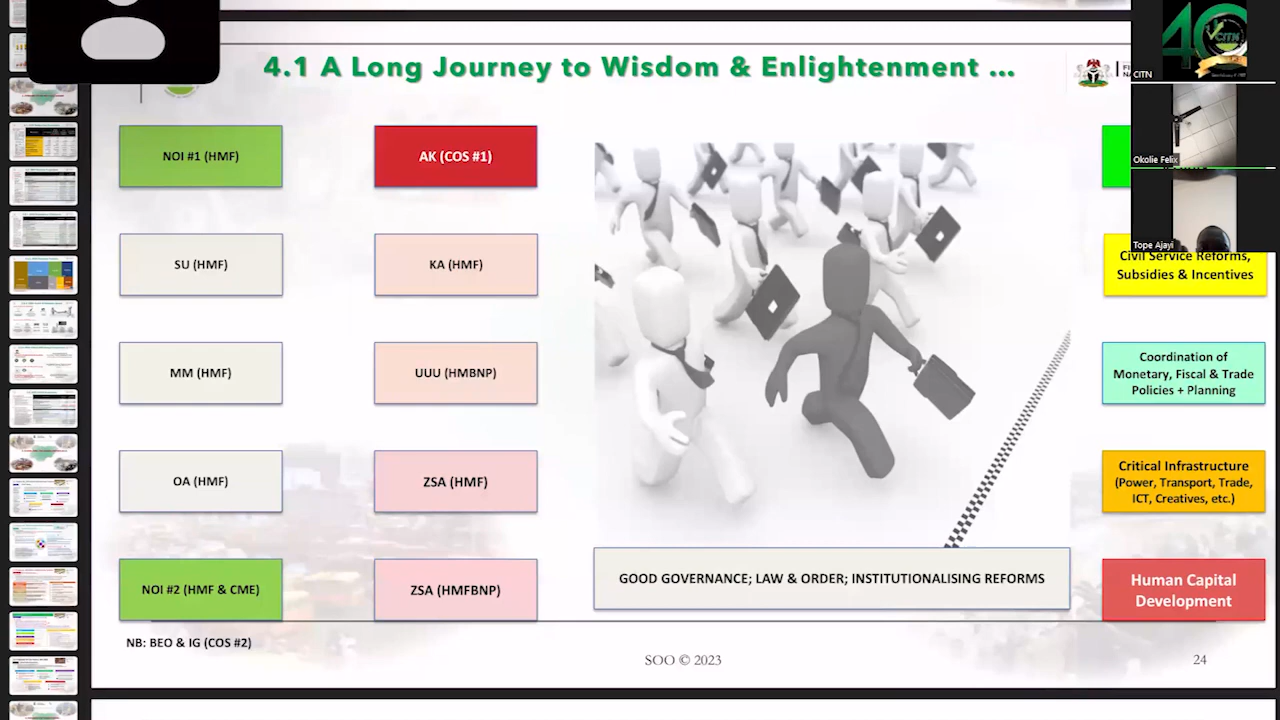 4.1 A Long Journey to Wisdom & Enlightenment ...
40
CITN
CITN
NOI #1 (HMF)
AK (COS #1)
Okolie Felix
SU (HMF)
KA (HMF)
Tope Ajayi
Civil Service Reforms,
Subsidies & Incentives
MM (HMF)
UUU (HMBNP)
Coordination of
Monetary, Fiscal & Trade
Policies + Planning
OA (HMF)
ZSA (HMF)
Critical Infrastructure
(Power, Transport, Trade,
ICT, Creatives, etc.)
NOI #2 (HMF & CME)
ZSA (HMFBNP)
GOOD GOVERNANCE; LAW & ORDER; INSTITUTIONALISING REFORMS
Human Capital
Development
NB: BEO & IG (COS #2)
SOO © 2023
24